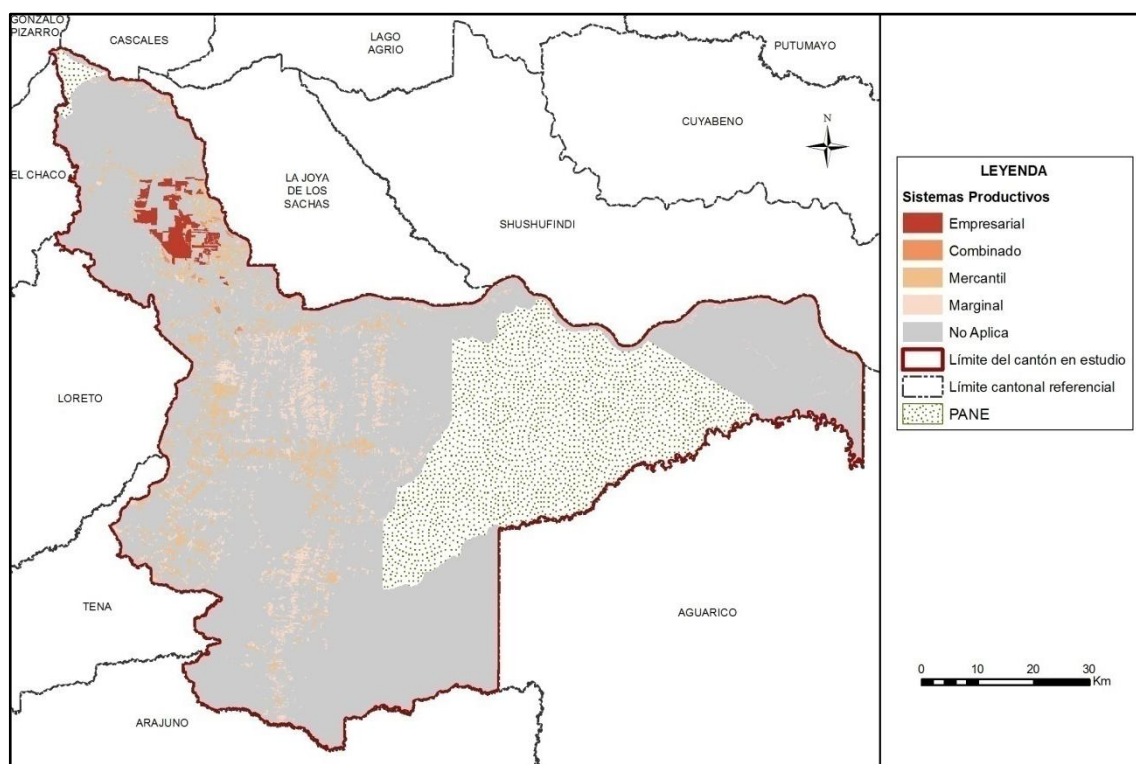 GONZALO
PIZARRO
CASCALES
LAGO
AGRIO
PUTUMAYO
CUYABENO
N
EL CHACO
LA JOYA
DE LOS
SACHAS
SHUSHUFINDI
LORETO
TENA
AGUARICO
ARAJUNO
LEYENDA
Sistemas Productivos
Empresarial
Combinado
Mercantil
Marginal
No Aplica
Límite del cantón en estudio
Límite cantonal referencial
PANE
0 10 20 30
Km